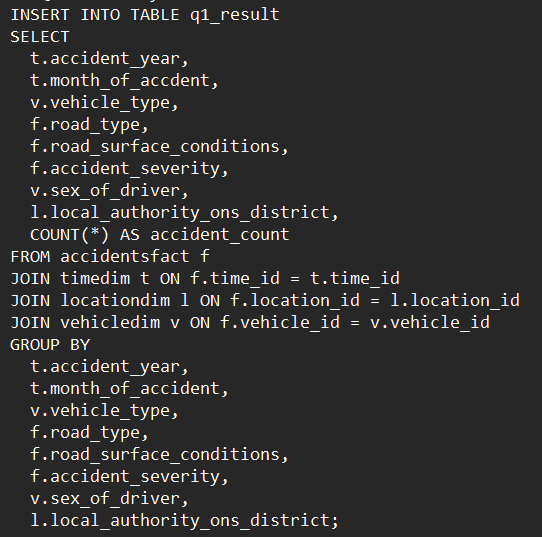 INSERT INTO TABLE q1_result
SELECT
t.accident_year,
t.month_of_accdent,
v.vehicle_type,
f.road_type,
f.road_surface_conditions,
f.accident_severity,
v.sex_of_driver,
l.local_authority_ons_district,
COUNT(*) AS accident_count
FROM accidentsfact f
JOIN timedim t ON f.time_id = t.time_id
JOIN locationdim l ON f.location_id = l.location_id
JOIN vehicledim v ON f.vehicle_id = v.vehicle_id
GROUP BY
t.accident_year,
t.month_of_accident,
v.vehicle_type,
f.road_type,
f.road_surface_conditions,
f.accident_severity,
v.sex_of_driver,
l.local_authority_ons_district;